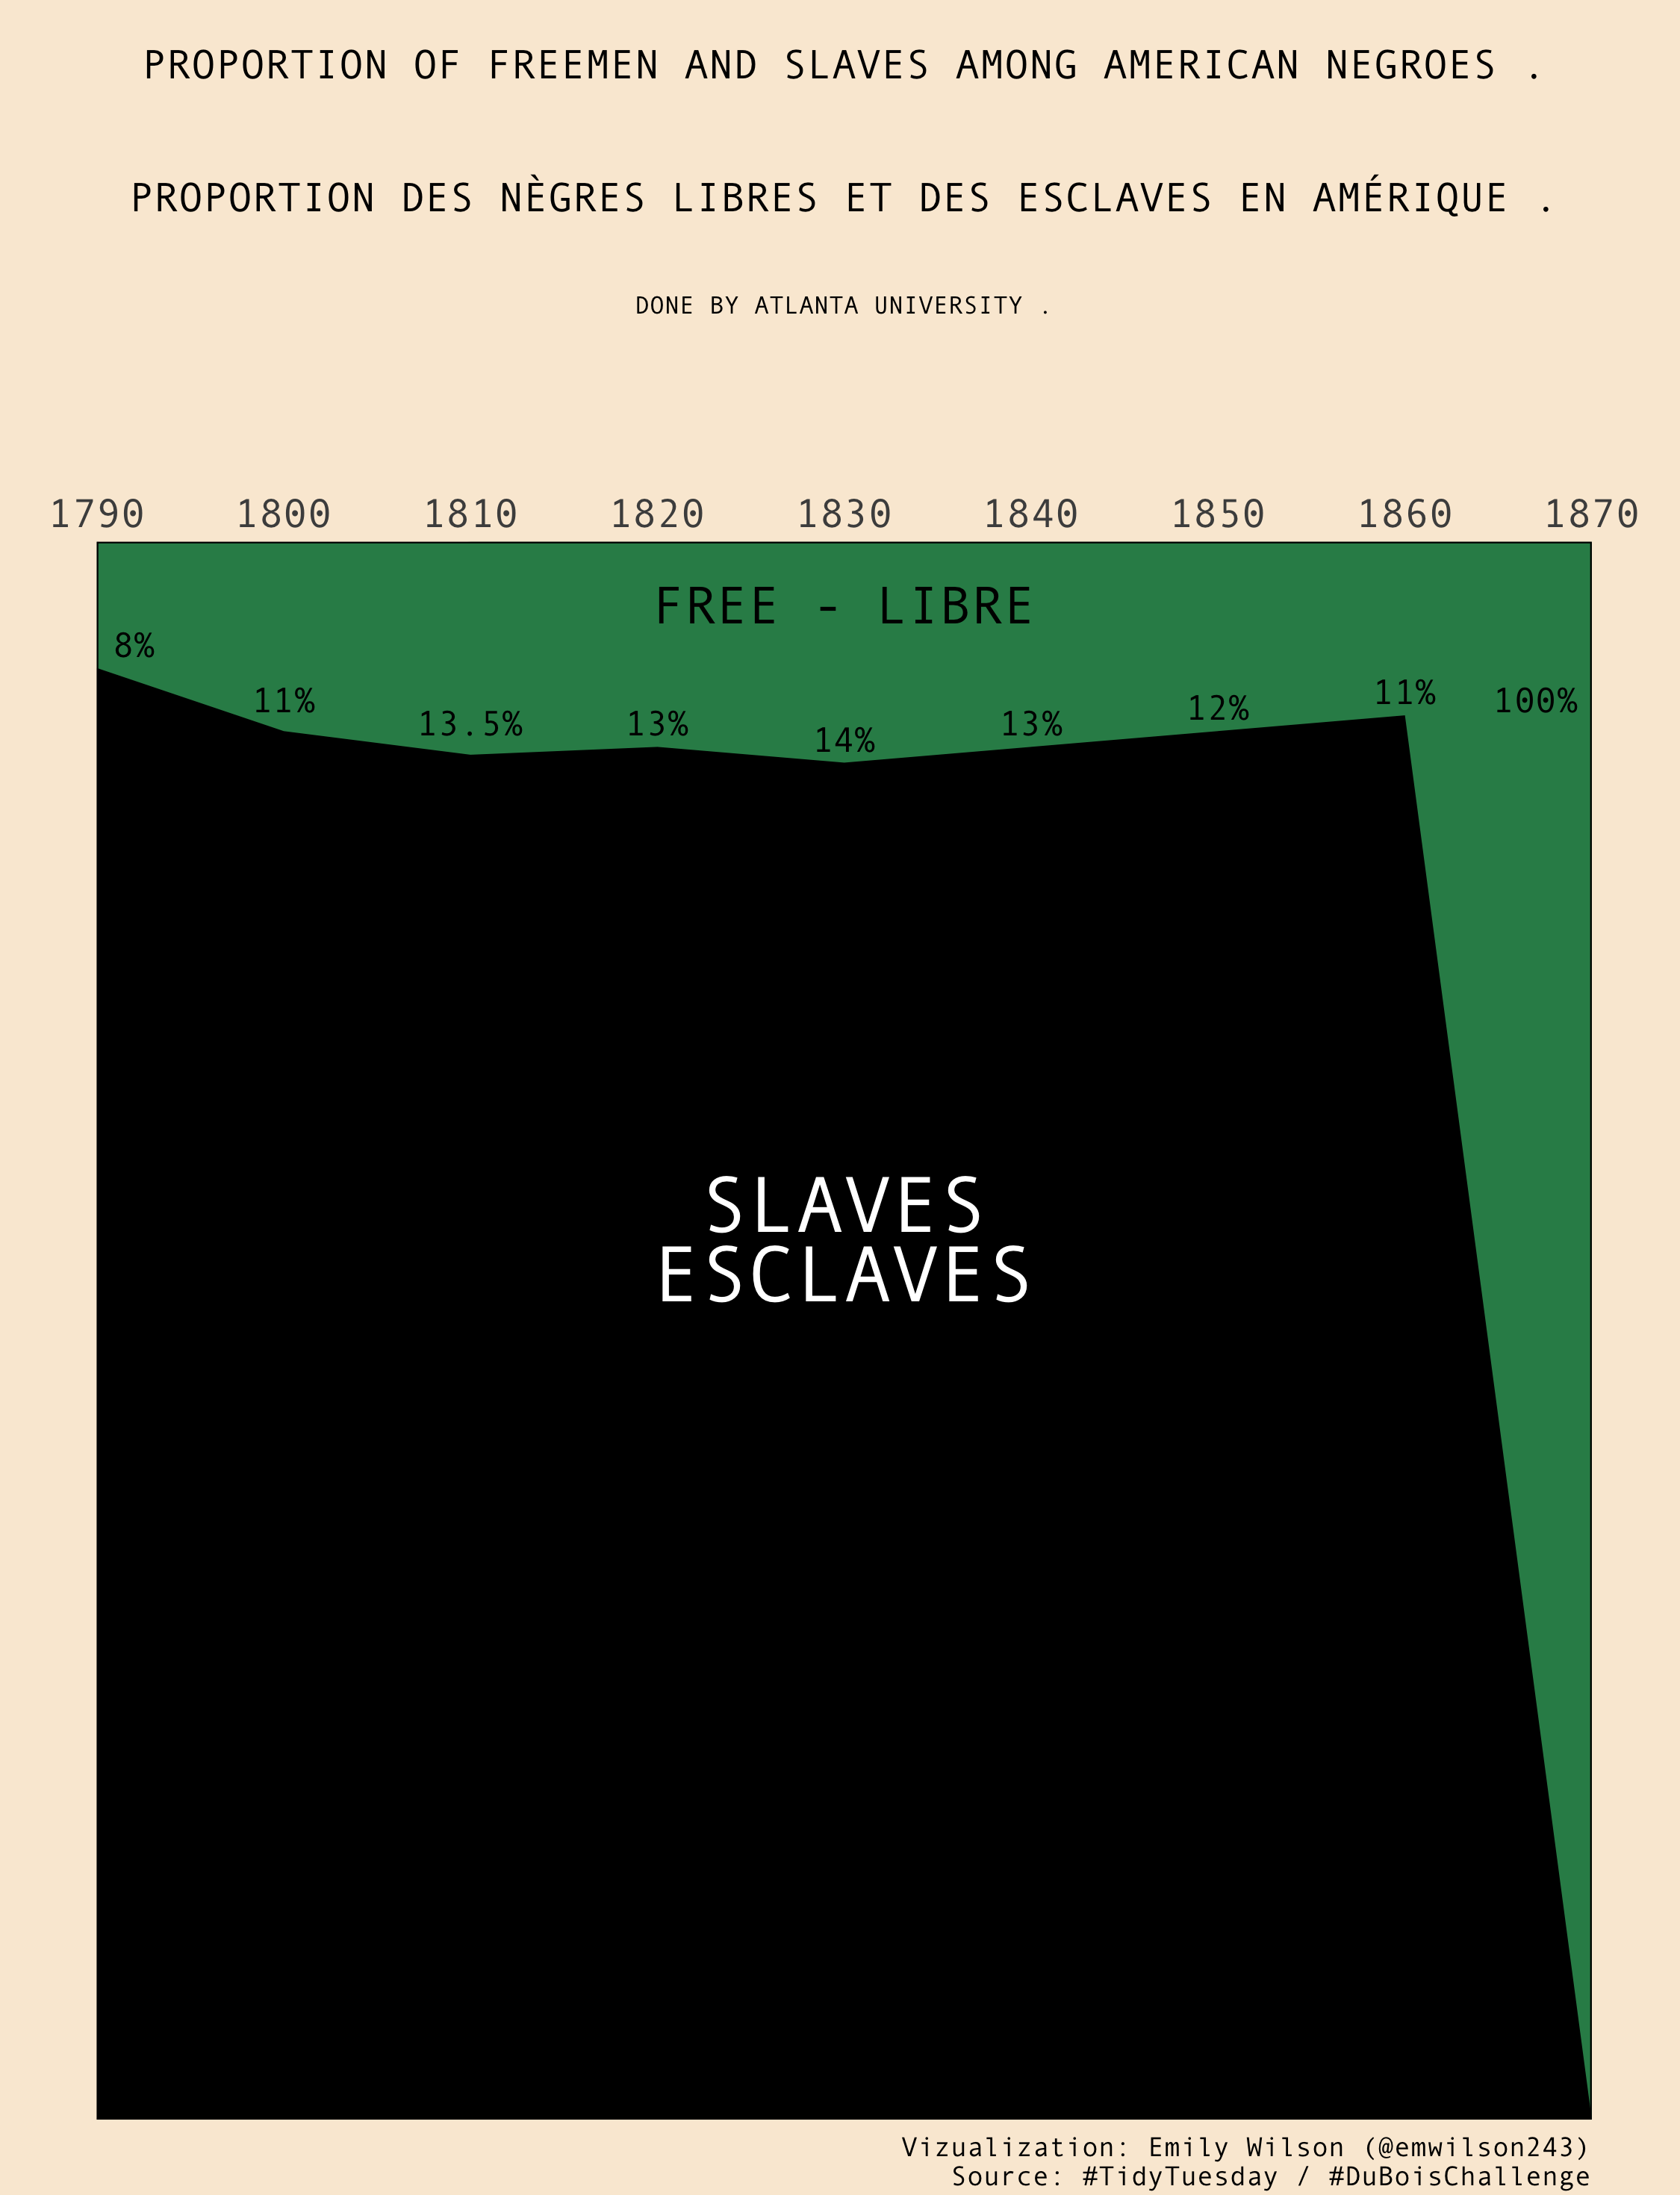 PROPORTION OF FREEMEN AND SLAVES AMONG AMERICAN NEGROES .
PROPORTION DES NÈGRES LIBRES ET DES ESCLAVES EN AMÉRIQUE .
DONE BY ATLANTA UNIVERSITY .
1790 1800 1810 1820 1830 1840 1850 1860 1870
FREE - LIBRE
8% 11% 13.5% 13% 14% 13% 12% 11% 100%
SLAVES
ESCLAVES
Vizualization: Emily Wilson (@emwilson243)
Source: #TidyTuesday / #DuBoisChallenge